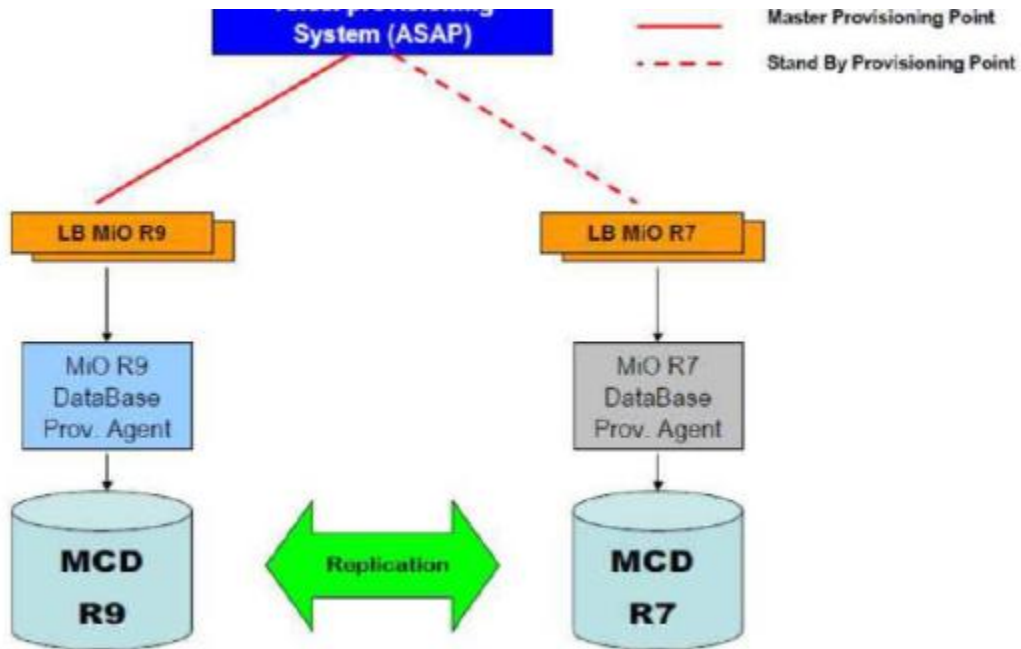 System (ASAP)
Master Provisioning Point
Stand By Provisioning Point
LB MiO R9
LB MiO R7
MiO R9
DataBase
Prov. Agent
MiO R7
DataBase
Prov. Agent
MCD
R9
Replication
MCD
R7